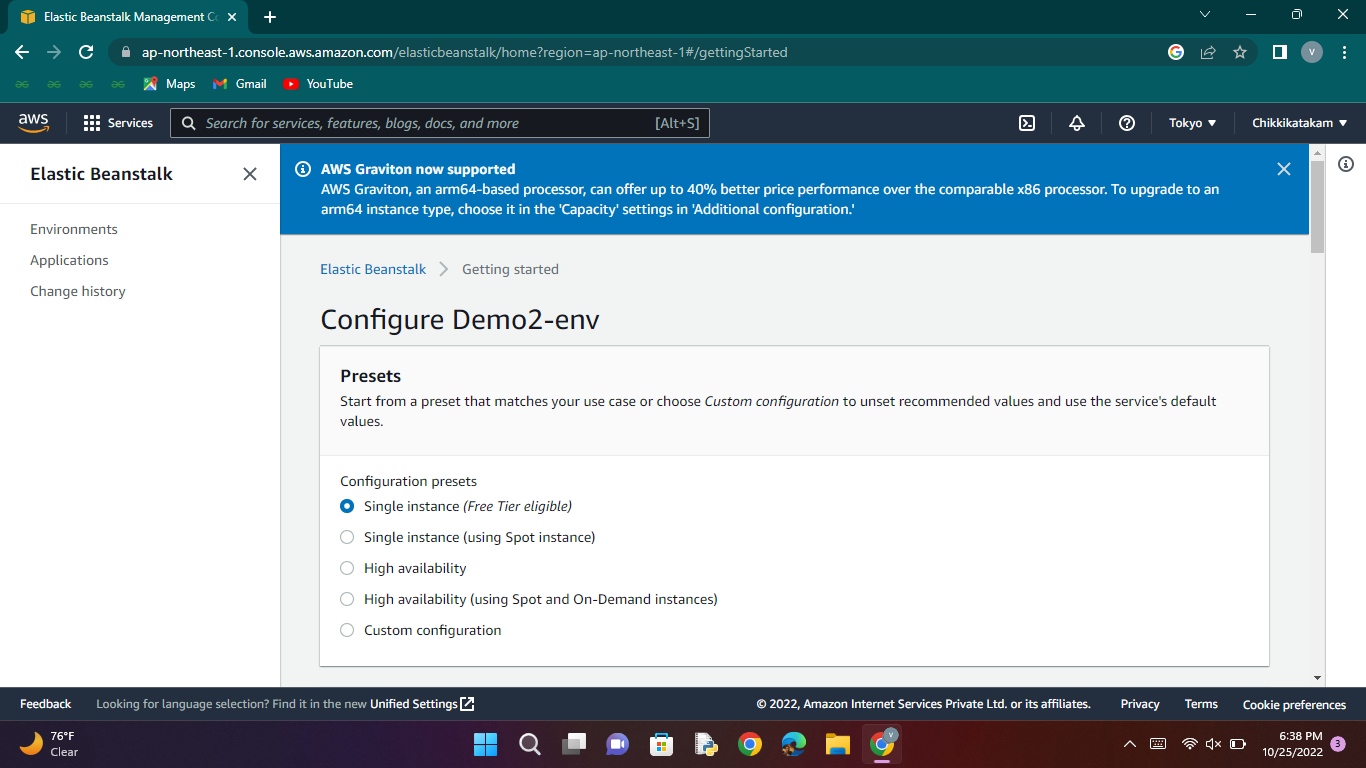 Elastic Beanstalk Management Co
ap-northeast-1.console.aws.amazon.com/elasticbeanstalk/home?region=ap-northeast-1#/gettingStarted
V
Maps
Gmail
YouTube
aws
Services
Search for services, features, blogs, docs, and more
[Alt+S]
Tokyo
Chikkikatakam
Elastic Beanstalk
Environments
Applications
Change history
AWS Graviton now supported
AWS Graviton, an arm64-based processor, can offer up to 40% better price performance over the comparable x86 processor. To upgrade to an
arm64 instance type, choose it in the 'Capacity' settings in 'Additional configuration.'
Elastic Beanstalk
Getting started
Configure Demo2-env
Presets
Start from a preset that matches your use case or choose Custom configuration to unset recommended values and use the service's default
values.
Configuration presets
Single instance (Free Tier eligible)
Single instance (using Spot instance)
High availability
High availability (using Spot and On-Demand instances)
Custom configuration
Feedback
Looking for language selection? Find it in the new Unified Settings
© 2022, Amazon Internet Services Private Ltd. or its affiliates.
Privacy
Terms
Cookie preferences
76°F
Clear
V
6:38 PM
10/25/2022
3